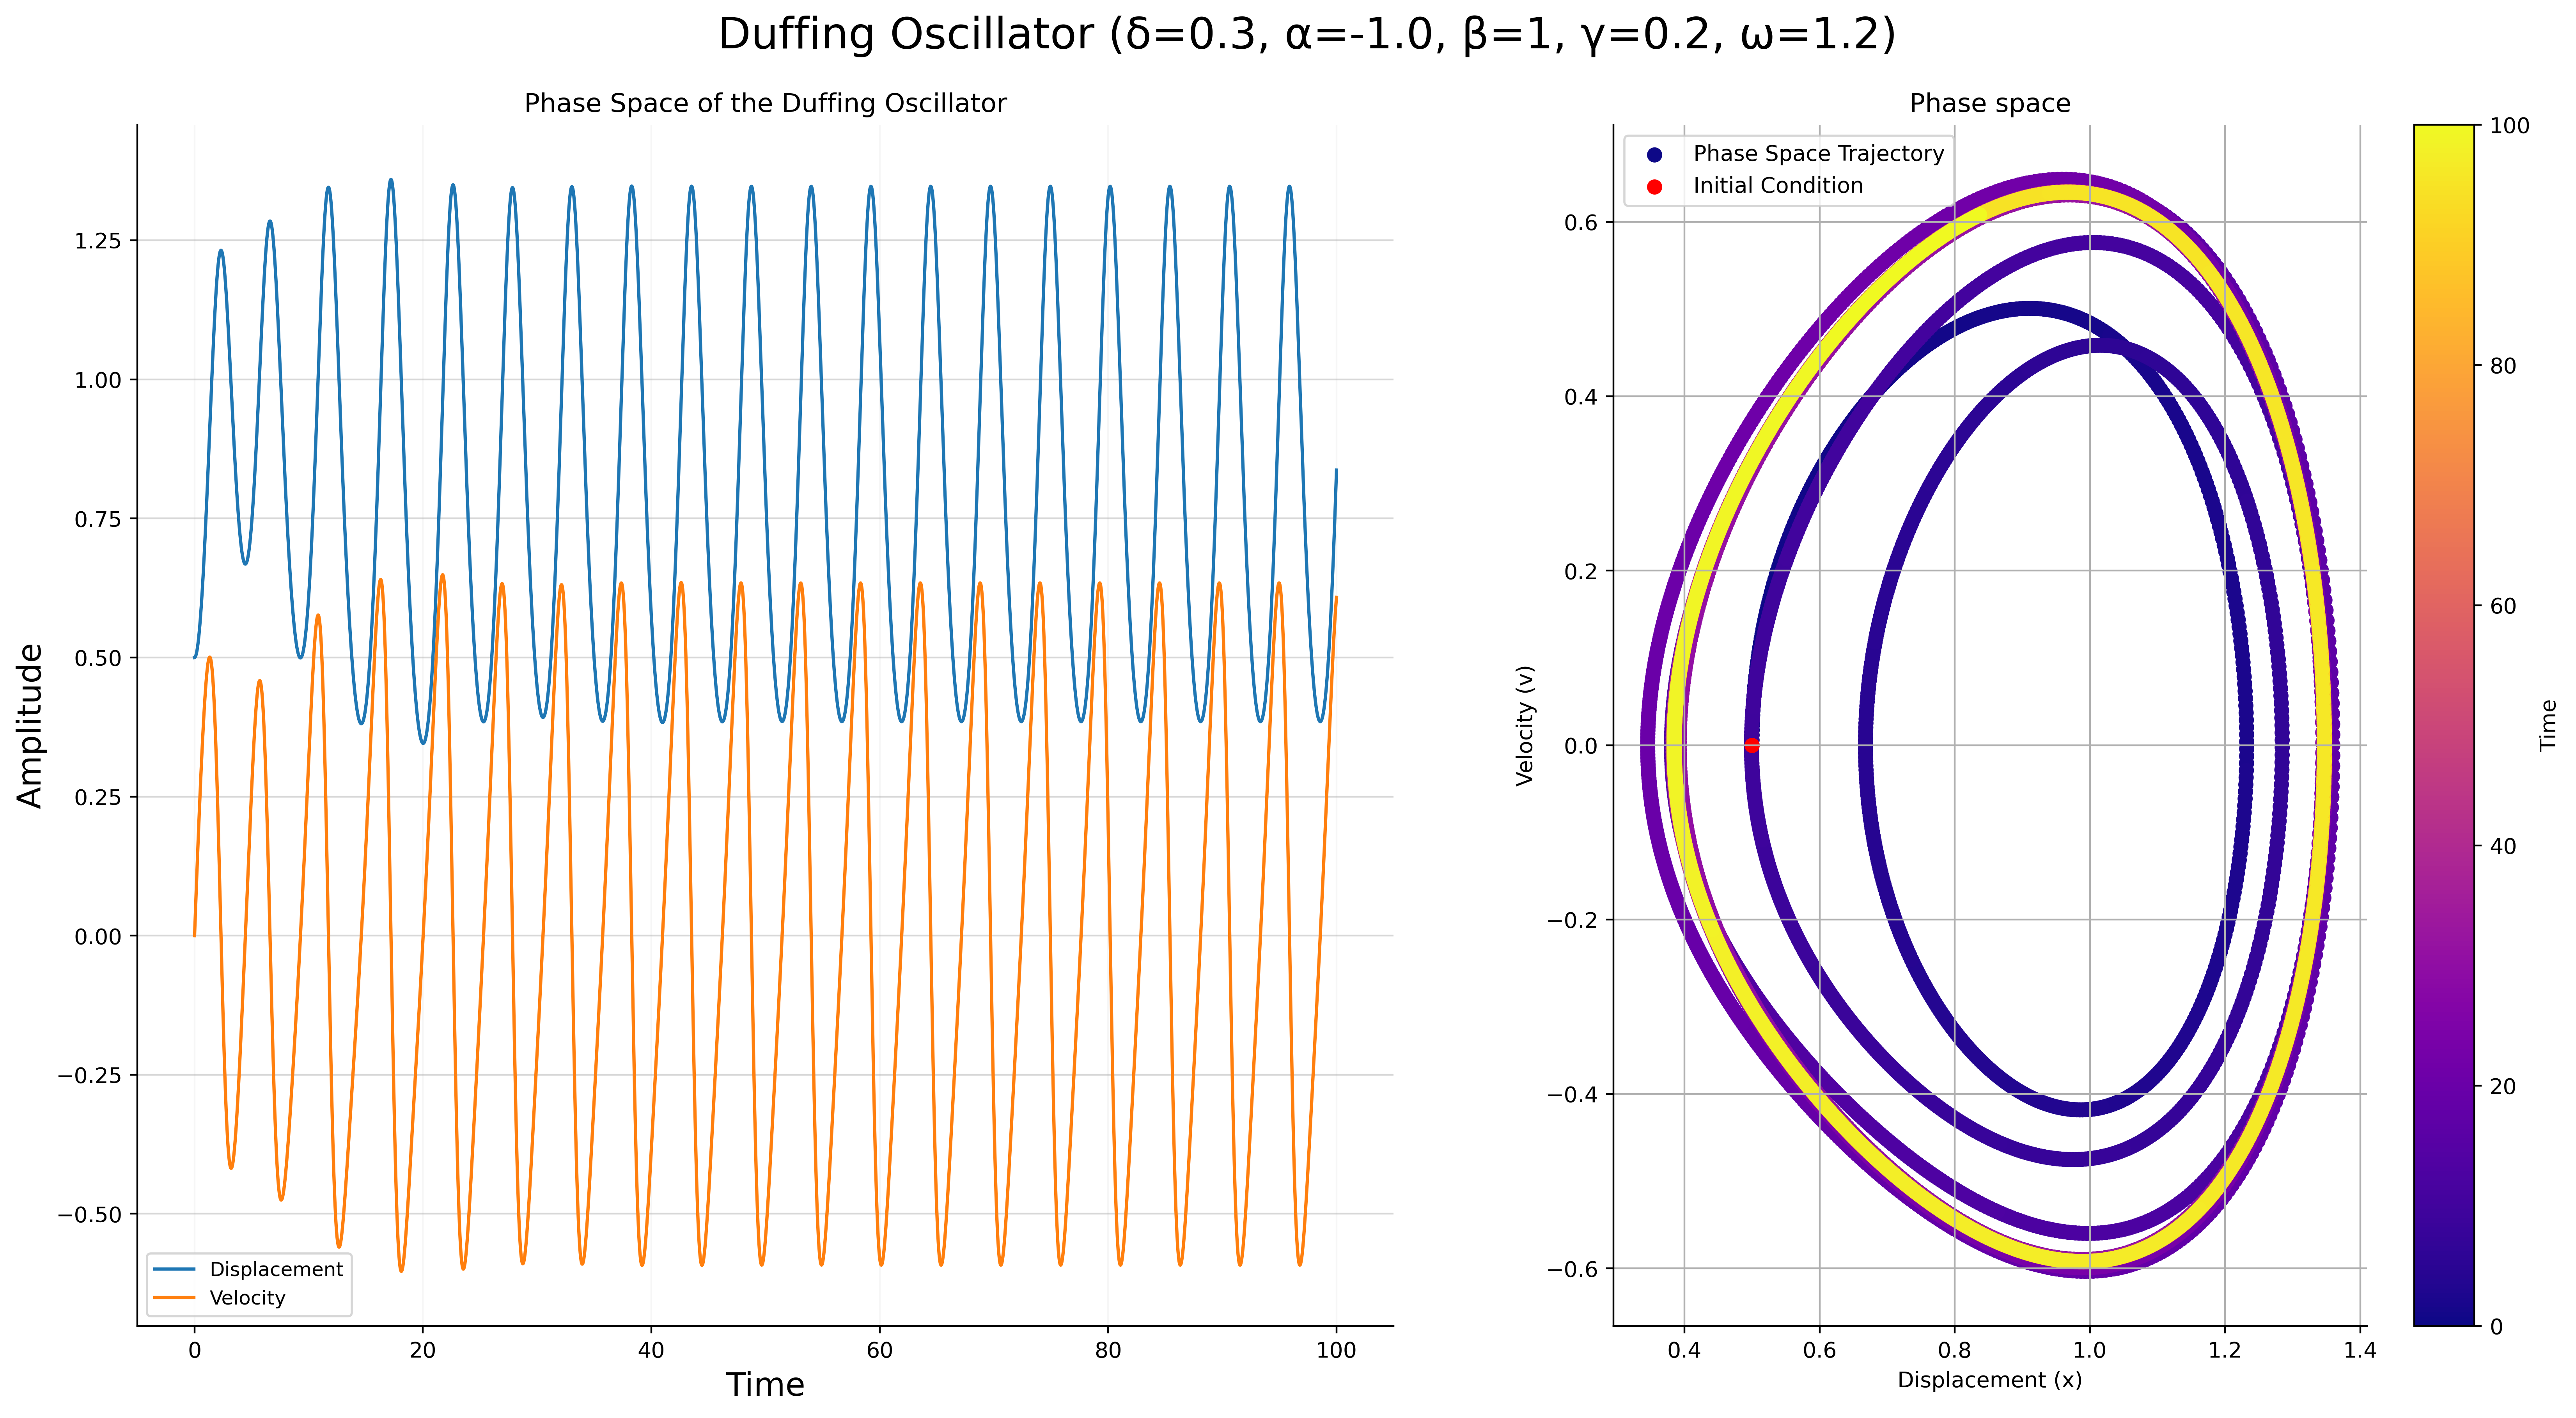 Duffing Oscillator (δ=0.3, α=-1.0, β=1, γ=0.2, ω=1.2)
Phase Space of the Duffing Oscillator
Amplitude
1.25
1.00
0.75
0.50
0.25
0.00
−0.25
−0.50
Displacement
Velocity
0
20
40
60
80
100
Time
Phase space
Phase Space Trajectory
Initial Condition
Velocity (v)
0.6
0.4
0.2
0.0
−0.2
−0.4
−0.6
0.4
0.6
0.8
1.0
1.2
1.4
Displacement (x)
100
80
60
40
20
0
Time